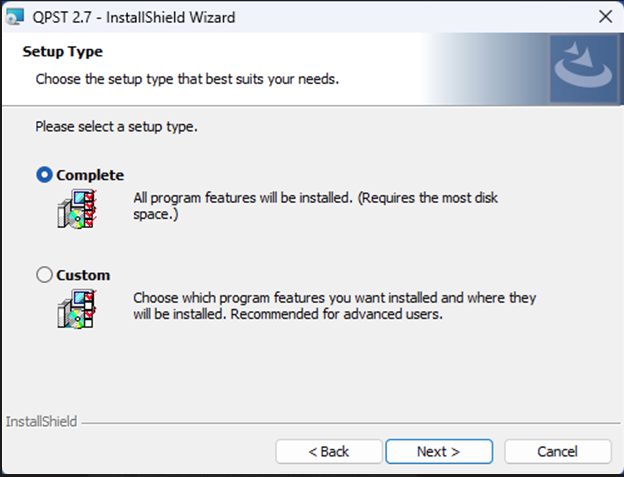 QPST 2.7 - InstallShield Wizard
Setup Type
Choose the setup type that best suits your needs.
Please select a setup type.
Complete
All program features will be installed. (Requires the most disk
space.)
Custom
Choose which program features you want installed and where they
will be installed. Recommended for advanced users.
InstallShield
< Back
Next >
Cancel